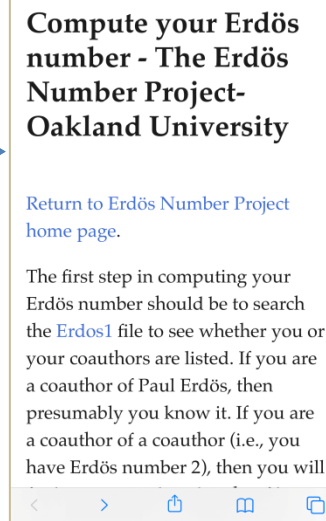 Compute your Erdös
number - The Erdös
Number Project-
Oakland University
Return to Erdös Number Project
home page.
The first step in computing your
Erdös number should be to search
the Erdos1 file to see whether you or
your coauthors are listed. If you are
a coauthor of Paul Erdös, then
presumably you know it. If you are
a coauthor of a coauthor (i.e., you
have Erdös number 2), then you will